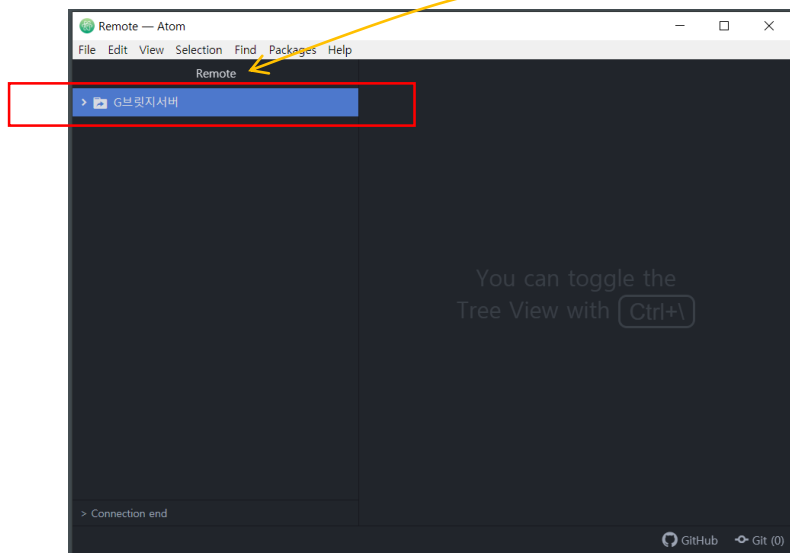 Remote — Atom
File Edit View Selection Find Packages Help
Remote
> G브릿지서버
You can toggle the
Tree View with Ctrl+\
> Connection end
GitHub Git (0)